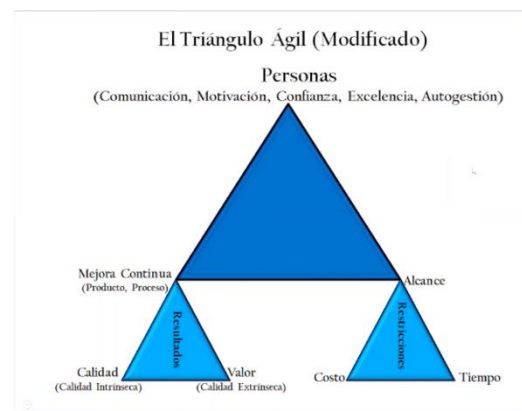 El Triángulo Ágil (Modificado)
Personas
(Comunicación, Motivación, Confianza, Excelencia, Autogestión)
Mejora Continua
(Producto, Proceso)
Alcance
Resultados
Restricciones
Calidad
(Calidad Intrínseca)
Valor
(Calidad Extrínseca)
Costo
Tiempo